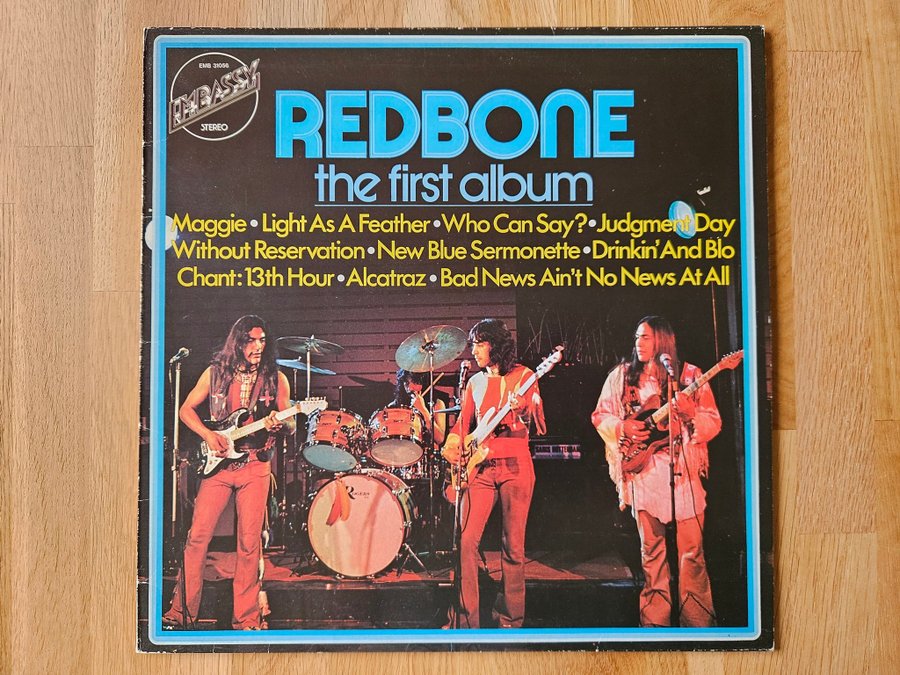 EMB 31056
EMBASSY
STEREO
REDBONE
the first album
Maggie • Light As A Feather • Who Can Say? • Judgment Day
Without Reservation • New Blue Sermonette • Drinkin' And Blo
Chant: 13th Hour • Alcatraz • Bad News Ain't No News At All
ROGERS